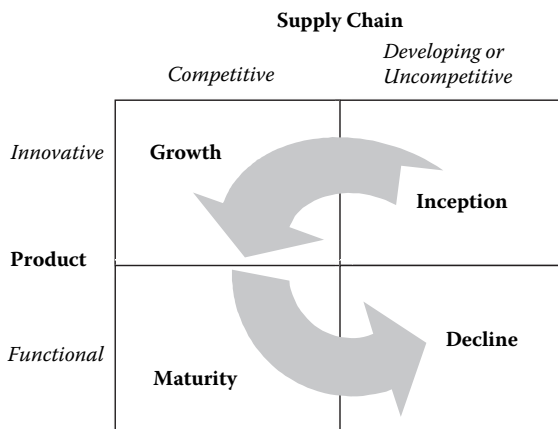 Supply Chain
Competitive
Developing or
Uncompetitive
Innovative
Growth
Inception
Product
Functional
Decline
Maturity